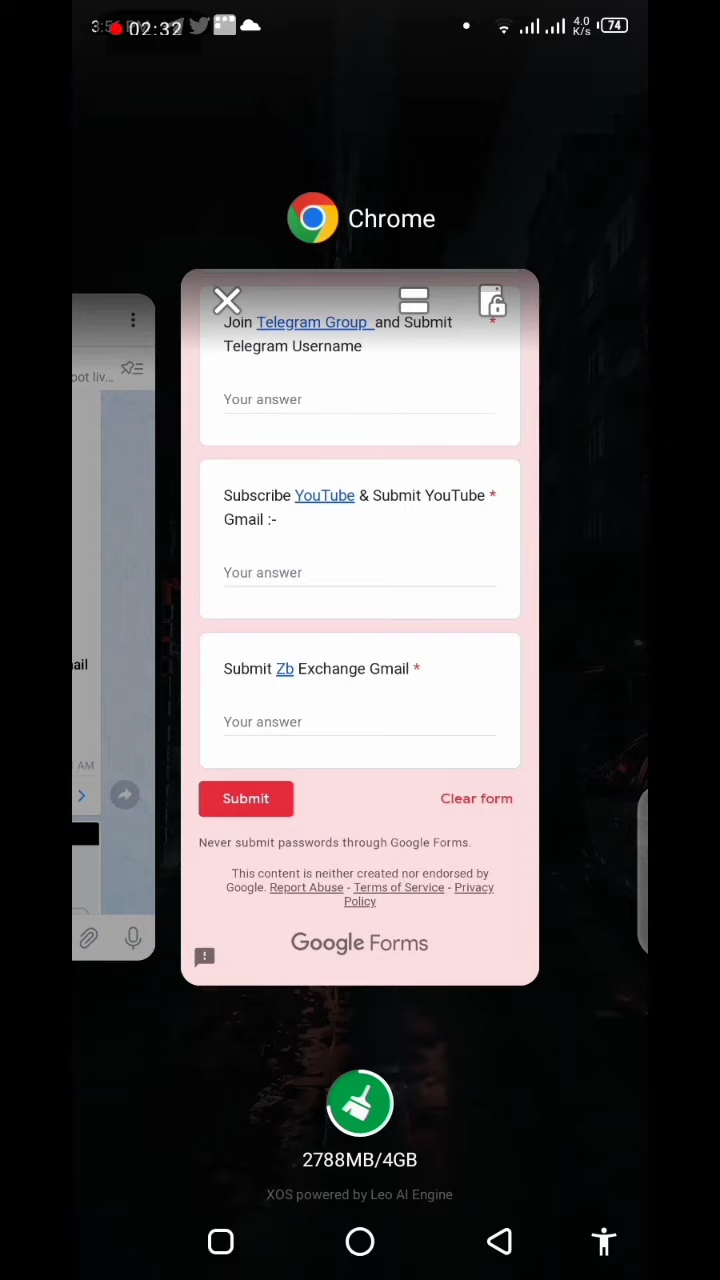 02:32
4.0
K/s
74
Chrome
Join Telegram Group and Submit *
Telegram Username
Your answer
Subscribe YouTube & Submit YouTube *
Gmail :-
Your answer
Submit Zb Exchange Gmail *
Your answer
Submit
Clear form
Never submit passwords through Google Forms.
This content is neither created nor endorsed by
Google. Report Abuse - Terms of Service - Privacy
Policy
Google Forms
oot liv...
ail
AM
2788MB/4GB
XOS powered by Leo AI Engine